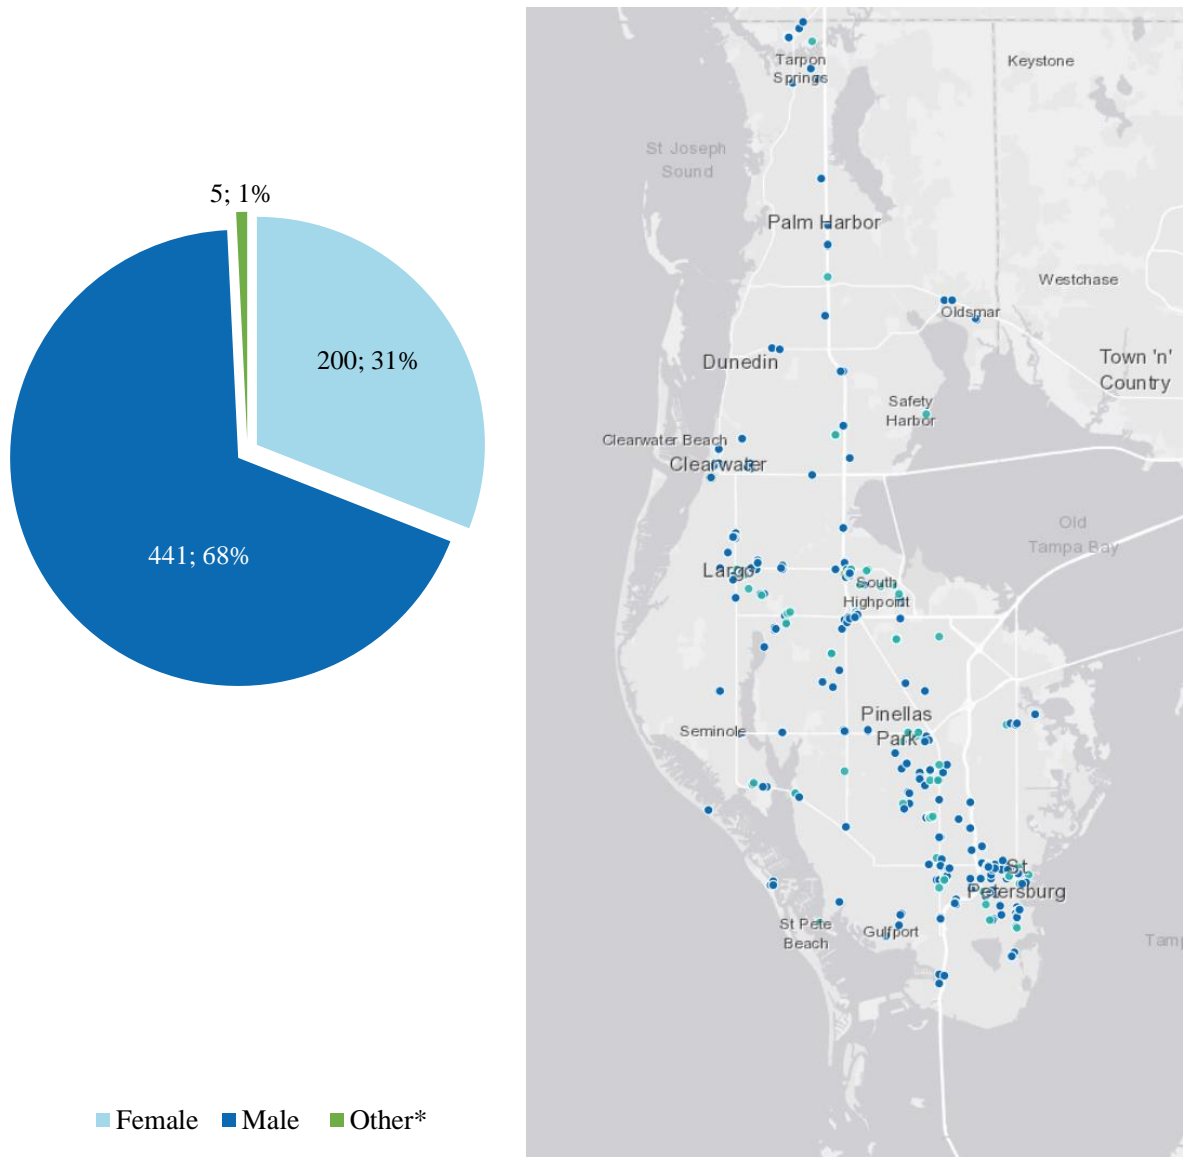 5; 1%
200; 31%
441; 68%
Female
Male
Other*
Tarpon
Springs
Keystone
St Joseph
Sound
Palm Harbor
Westchase
Oldsmar
Dunedin
Town 'n'
Country
Safety
Harbor
Clearwater Beach
Clearwater
Old
Tampa Bay
Largo
South
Highpoint
Pinellas
Park
Seminole
St
Petersburg
St Pete
Beach
Gulfport
Tamp